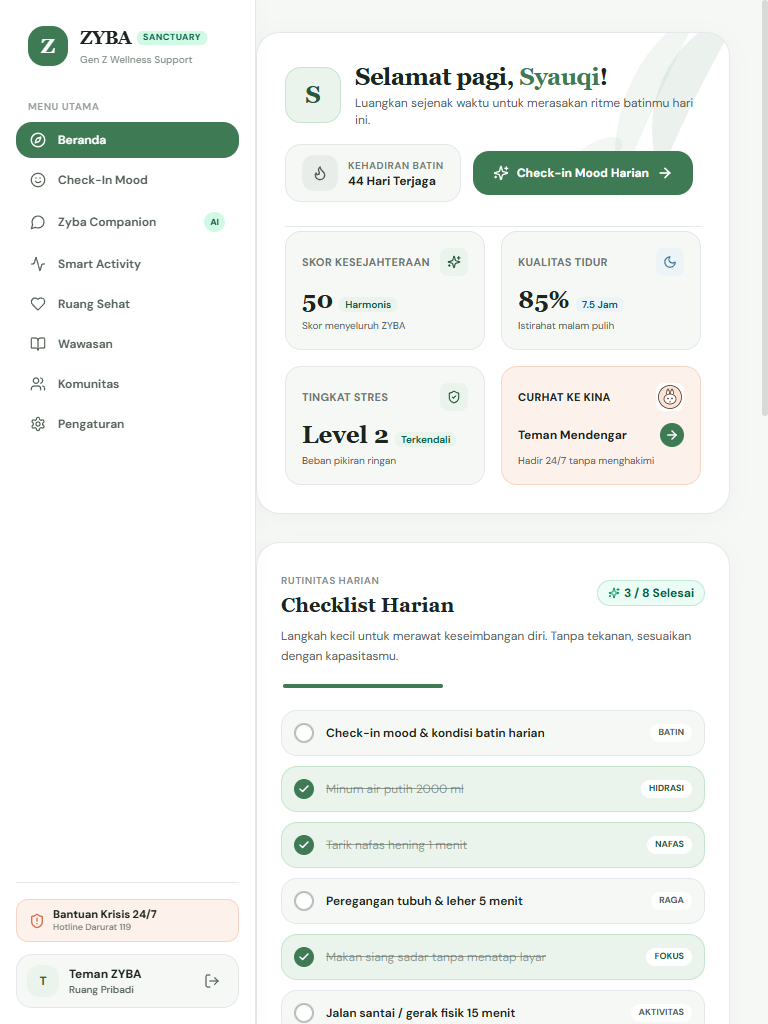 Z
ZYBA SANCTUARY
Gen Z Wellness Support
MENU UTAMA
Beranda
Check-In Mood
Zyba Companion AI
Smart Activity
Ruang Sehat
Wawasan
Komunitas
Pengaturan
Bantuan Krisis 24/7
Hotline Darurat 119
T
Teman ZYBA
Ruang Pribadi
S
Selamat pagi, Syauqi!
Luangkan sejenak waktu untuk merasakan ritme batinmu hari
ini.
KEHADIRAN BATIN
44 Hari Terjaga
Check-in Mood Harian
SKOR KESEJAHTERAAN
50 Harmonis
Skor menyeluruh ZYBA
KUALITAS TIDUR
85% 7.5 Jam
Istirahat malam pulih
TINGKAT STRES
Level 2 Terkendali
Beban pikiran ringan
CURHAT KE KINA
Teman Mendengar
Hadir 24/7 tanpa menghakimi
RUTINITAS HARIAN
Checklist Harian
3 / 8 Selesai
Langkah kecil untuk merawat keseimbangan diri. Tanpa tekanan, sesuaikan
dengan kapasitasmu.
Check-in mood & kondisi batin harian BATIN
Minum air putih 2000 ml HIDRASI
Tarik nafas hening 1 menit NAFAS
Peregangan tubuh & leher 5 menit RAGA
Makan siang sadar tanpa menatap layar FOKUS
Jalan santai / gerak fisik 15 menit AKTIVITAS